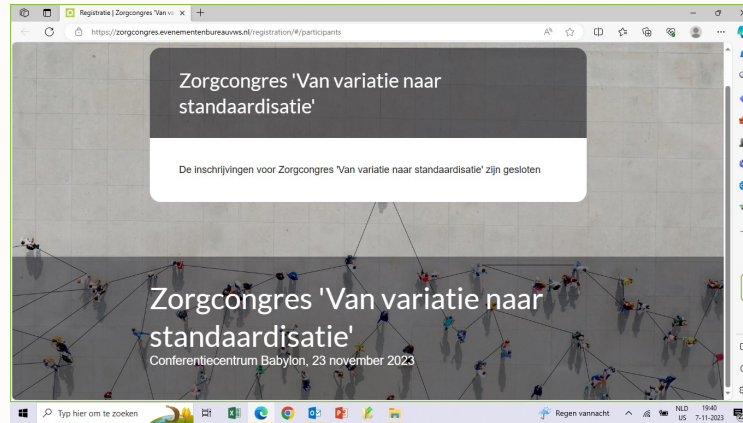 Registratie | Zorgcongres 'Van va
https://zorgcongres.evenementenbureauvws.nl/registration/#/participants
Zorgcongres 'Van variatie naar
standaardisatie'
De inschrijvingen voor Zorgcongres 'Van variatie naar standaardisatie' zijn gesloten
Zorgcongres 'Van variatie naar
standaardisatie'
Conferentiecentrum Babylon, 23 november 2023
Typ hier om te zoeken
Regen vannacht
NLD
US
19:40
7-11-2023